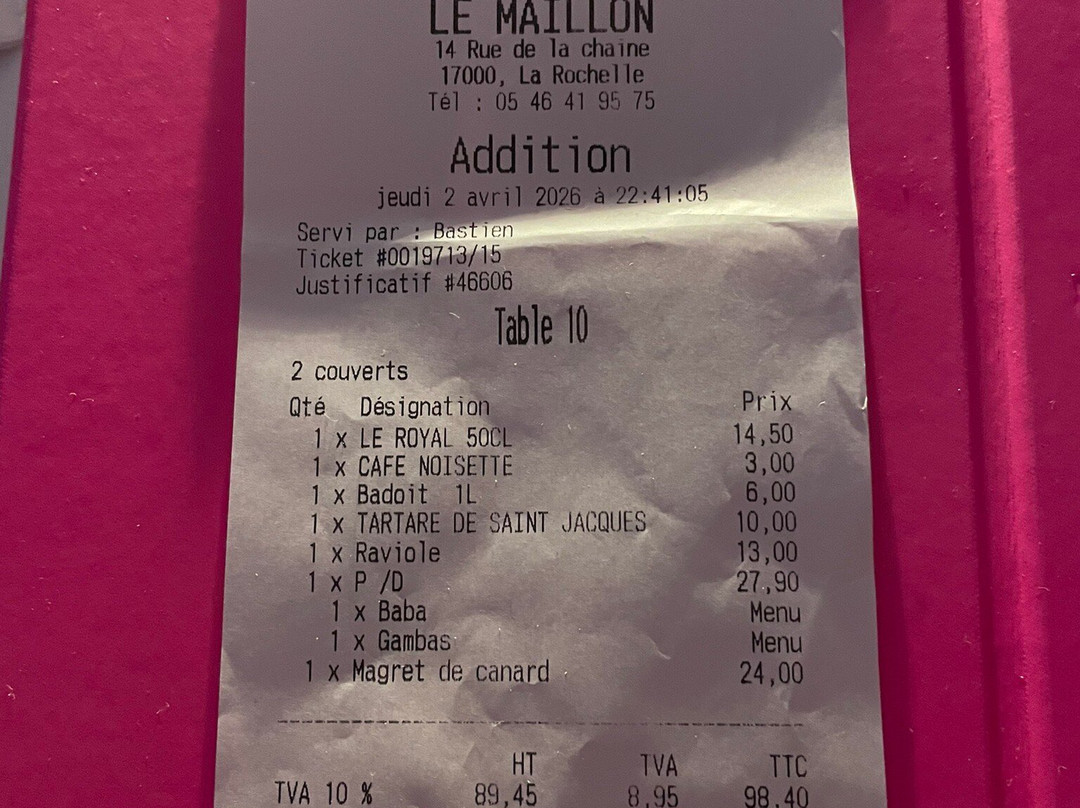 LE MAILLON
14 Rue de la chaine
17000, La Rochelle
Tél : 05 46 41 95 75
Addition
jeudi 2 avril 2026 à 22:41:05
Servi par : Bastien
Ticket #0019713/15
Justificatif #46606
Table 10
2 couverts
Qté Désignation Prix
1 x LE ROYAL 50CL 14,50
1 x CAFE NOISETTE 3,00
1 x Badoit 1L 6,00
1 x TARTARE DE SAINT JACQUES 10,00
1 x Raviole 13,00
1 x P /D 27,90
1 x Baba Menu
1 x Gambas Menu
1 x Magret de canard 24,00
HT TVA TTC
TVA 10 % 89,45 8,95 98,40